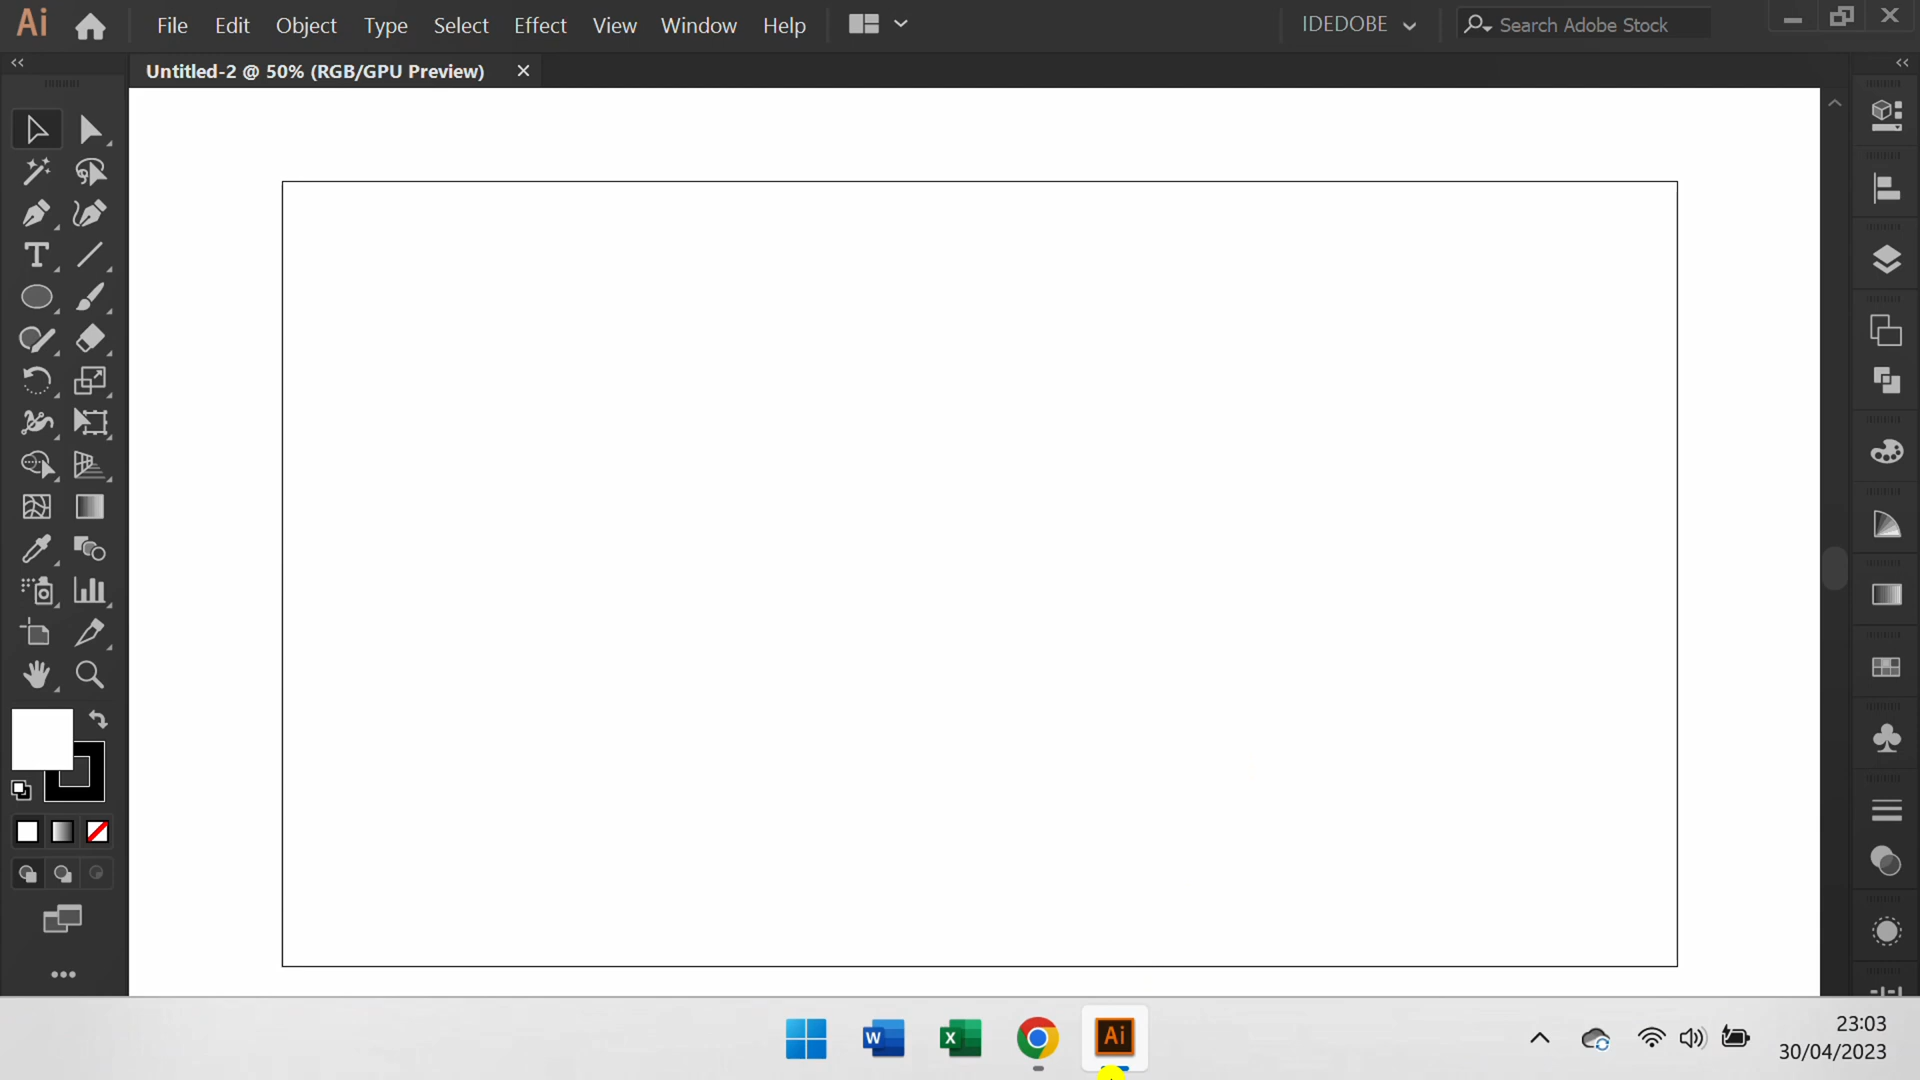 Ai
File Edit Object Type Select Effect View Window Help
IDEDOBE
Search Adobe Stock
Untitled-2 @ 50% (RGB/GPU Preview)
T
W
X
Ai
23:03
30/04/2023